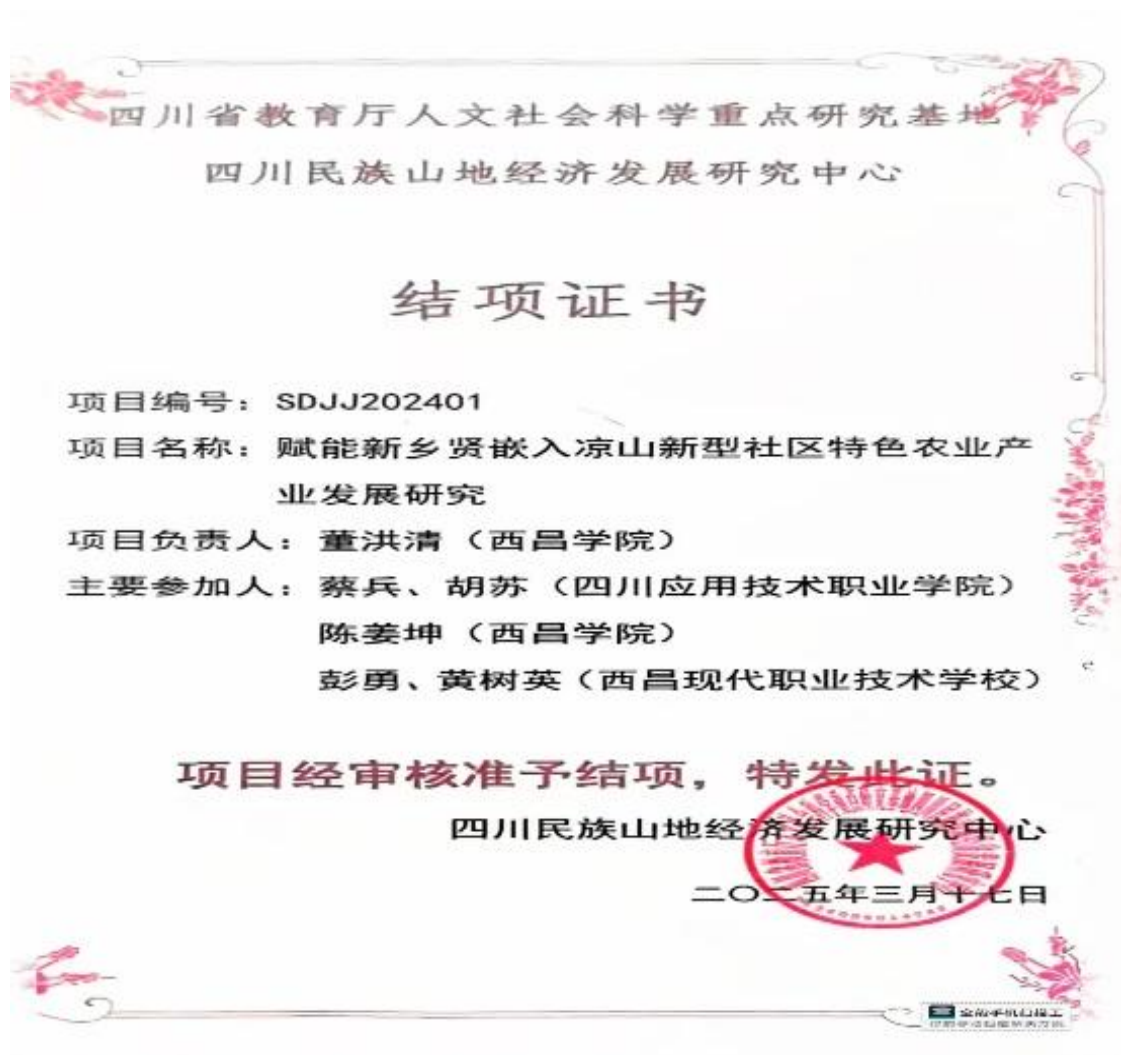 四川省教育厅人文社会科学重点研究基地
四川民族山地经济发展研究中心
结项证书
项目编号：SDJJ202401
项目名称：赋能新乡贤嵌入凉山新型社区特色农业产
业发展研究
项目负责人：董洪清（西昌学院）
主要参加人：蔡兵、胡苏（四川应用技术职业学院）
陈姜坤（西昌学院）
彭勇、黄树英（西昌现代职业技术学校）
项目经审核准予结项，特发此证。
四川民族山地经济发展研究中心
二〇二五年三月十七日